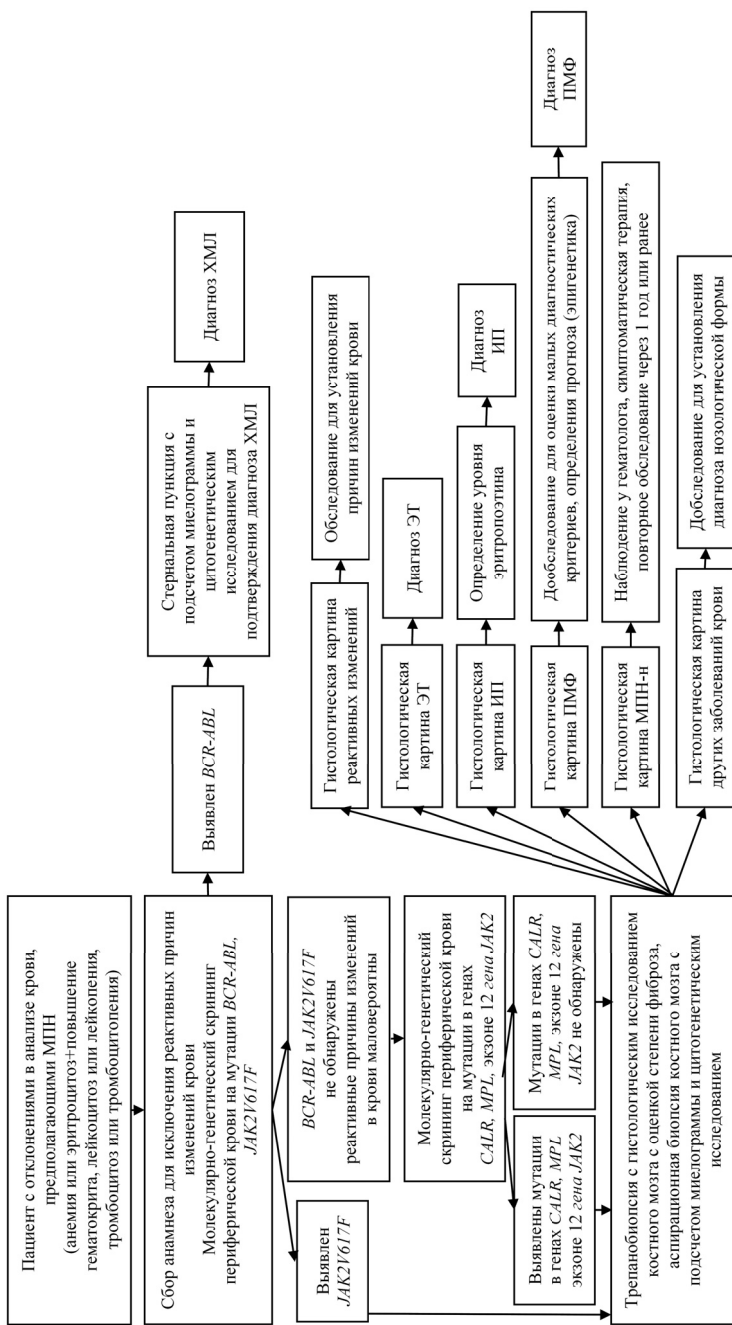 Пациент с отклонениями в анализе крови,
предполагающими МПН
(анемия или эритроцитоз+повышение
гематокрита, лейкоцитоз или лейкопения,
тромбоцитоз или тромбоцитопения)
Сбор анамнеза для исключения реактивных причин
изменений крови
Молекулярно-генетический скрининг
периферической крови на мутации BCR-ABL,
JAK2V617F
Выявлен BCR-ABL
Стернальная пункция с
подсчетом миелограммы и
цитогенетическим
исследованием для
подтверждения диагноза ХМЛ
Диагноз ХМЛ
Выявлен
JAK2V617F
BCR-ABL и JAK2V617F
не обнаружены
реактивные причины изменений
в крови маловероятны
Молекулярно-генетический
скрининг периферической крови
на мутации в генах
CALR, MPL, экзоне 12 гена JAK2
Выявлены мутации
в генах CALR, MPL
экзоне 12 гена JAK2
Мутации в генах CALR,
MPL, экзоне 12 гена
JAK2 не обнаружены
Трепанобиопсия с гистологическим исследованием
костного мозга с оценкой степени фиброза,
аспирационная биопсия костного мозга с
подсчетом миелограммы и цитогенетическим
исследованием
Гистологическая картина
реактивных изменений
Обследование для установления
причин изменений крови
Гистологическая
картина ЭТ
Диагноз ЭТ
Гистологическая
картина ИП
Определение уровня
эритропоэтина
Диагноз
ИП
Гистологическая
картина ПМФ
Дообследование для оценки малых диагностических
критериев, определения прогноза (эпигенетика)
Диагноз
ПМФ
Гистологическая
картина МПН-н
Наблюдение у гематолога, симптоматическая терапия,
повторное обследование через 1 год или ранее
Гистологическая картина
других заболеваний крови
Добследование для установления
диагноза нозологической формы